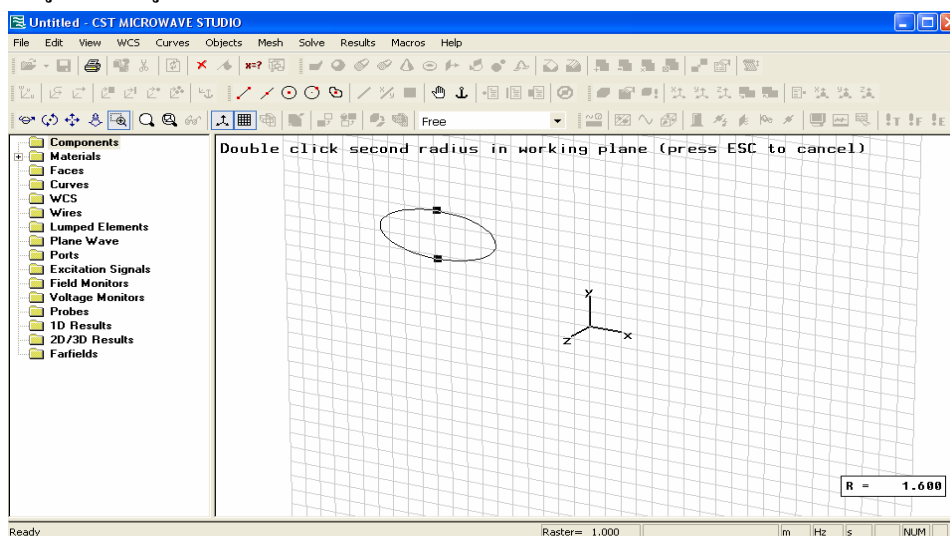 Untitled - CST MICROWAVE STUDIO
File Edit View WCS Curves Objects Mesh Solve Results Macros Help
Free
Components
Materials
Faces
Curves
WCS
Wires
Lumped Elements
Plane Wave
Ports
Excitation Signals
Field Monitors
Voltage Monitors
Probes
1D Results
2D/3D Results
Farfields
Double click second radius in working plane (press ESC to cancel)
y
x
z
R = 1.600
Ready Raster= 1.000 m Hz s NUM